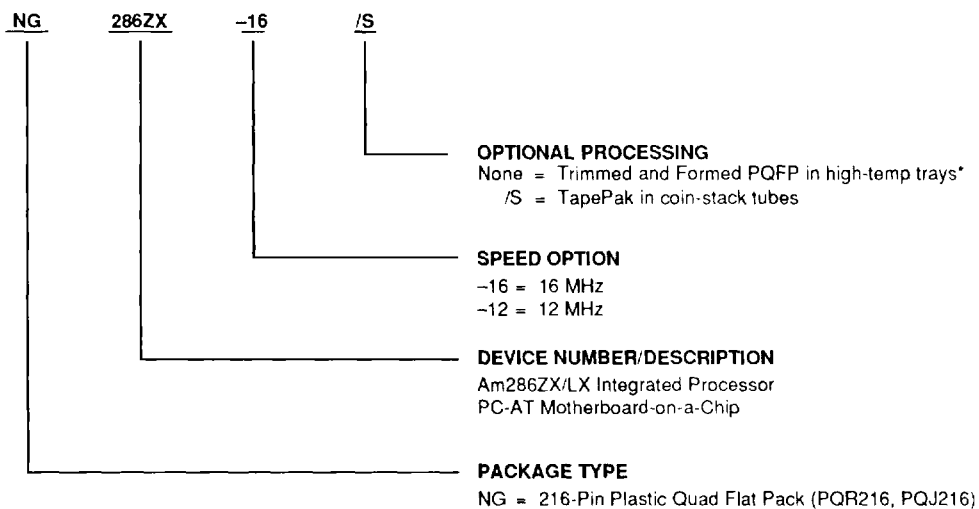 NG 286ZX –16 /S
OPTIONAL PROCESSING
None = Trimmed and Formed PQFP in high-temp trays*
/S = TapePak in coin-stack tubes
SPEED OPTION
–16 = 16 MHz
–12 = 12 MHz
DEVICE NUMBER/DESCRIPTION
Am286ZX/LX Integrated Processor
PC-AT Motherboard-on-a-Chip
PACKAGE TYPE
NG = 216-Pin Plastic Quad Flat Pack (PQR216, PQJ216)